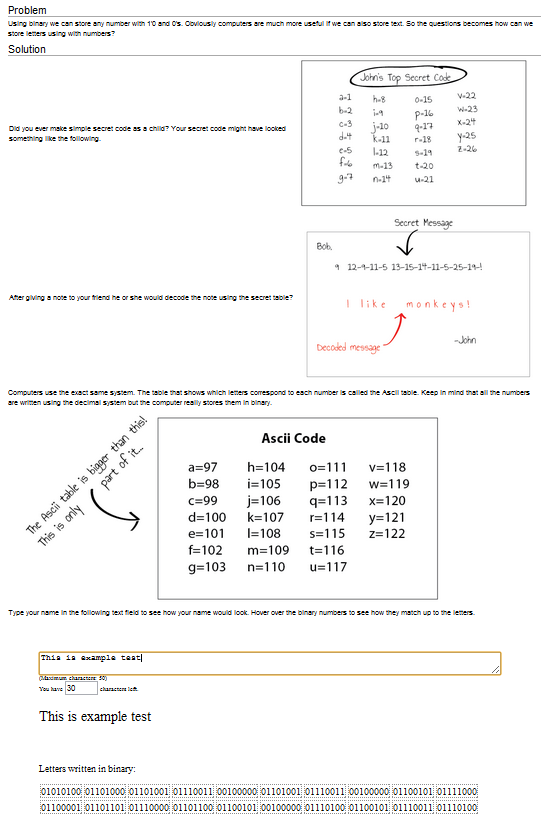 Problem
Using binary we can store any number with 1'0 and 0's. Obviously computers are much more useful if we can also store text. So the questions becomes how can we
store letters using with numbers?
Solution
Did you ever make simple secret code as a child? Your secret code might have looked
something like the following.
John's Top Secret Code
a=1 h=8 o=15 v=22
b=2 i=9 p=16 w=23
c=3 j=10 q=17 x=24
d=4 k=11 r=18 y=25
e=5 l=12 s=19 z=26
f=6 m=13 t=20
g=7 n=14 u=21
After giving a note to your friend he or she would decode the note using the secret table?
Secret Message
Bob,
9 12-9-11-5 13-15-14-11-5-25-19-!
I like monkeys!
Decoded message
-John
Computers use the exact same system. The table that shows which letters correspond to each number is called the Ascii table. Keep in mind that all the numbers
are written using the decimal system but the computer really stores them in binary.
The Ascii table is bigger than this!
This is only part of it...
Ascii Code
a=97 h=104 o=111 v=118
b=98 i=105 p=112 w=119
c=99 j=106 q=113 x=120
d=100 k=107 r=114 y=121
e=101 l=108 s=115 z=122
f=102 m=109 t=116
g=103 n=110 u=117
Type your name in the following text field to see how your name would look. Hover over the binary numbers to see how they match up to the letters.
This is example test
(Maximum characters: 50)
You have 30 characters left.
This is example test
Letters written in binary:
01010100 01101000 01101001 01110011 00100000 01101001 01110011 00100000 01100101 01111000
01100001 01101101 01110000 01101100 01100101 00100000 01110100 01100101 01110011 01110100